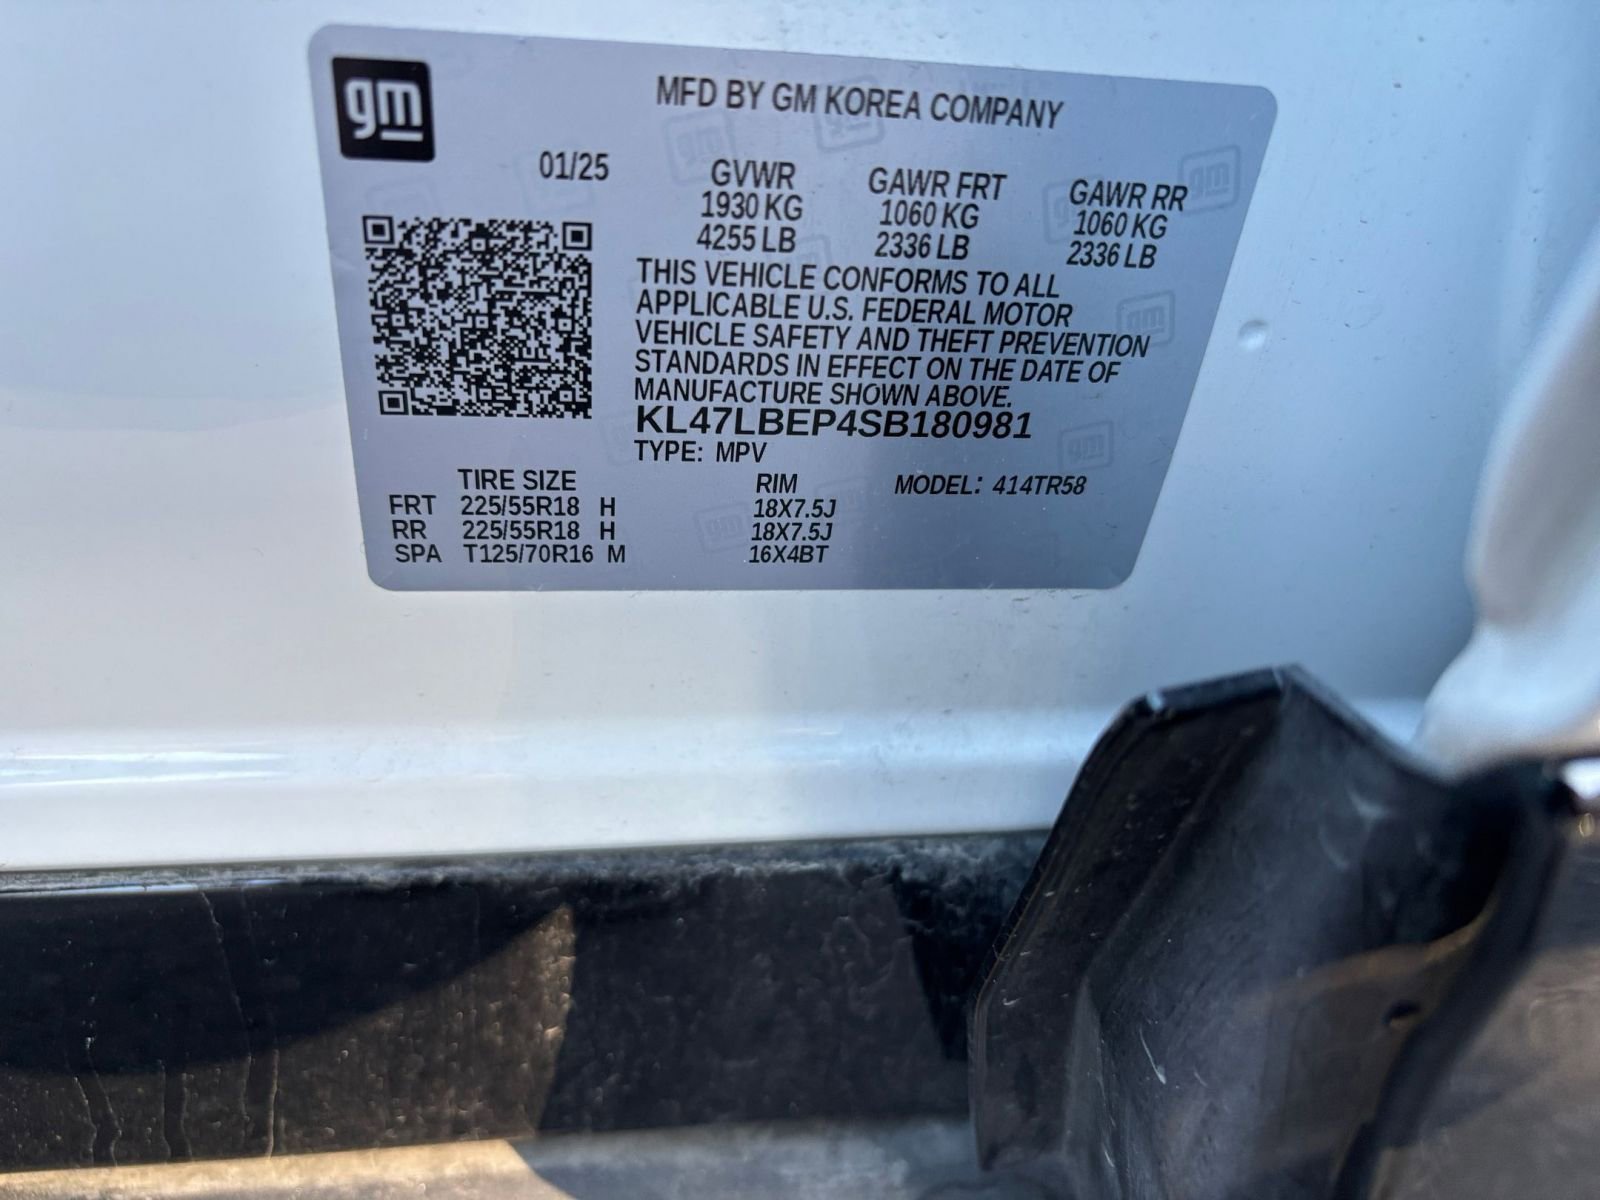 gm
MFD BY GM KOREA COMPANY
01/25
GVWR GAWR FRT GAWR RR
1930 KG 1060 KG 1060 KG
4255 LB 2336 LB 2336 LB
THIS VEHICLE CONFORMS TO ALL
APPLICABLE U.S. FEDERAL MOTOR
VEHICLE SAFETY AND THEFT PREVENTION
STANDARDS IN EFFECT ON THE DATE OF
MANUFACTURE SHOWN ABOVE.
KL47LBEP4SB180981
TYPE: MPV
TIRE SIZE RIM MODEL: 414TR58
FRT 225/55R18 H 18X7.5J
RR 225/55R18 H 18X7.5J
SPA T125/70R16 M 16X4BT